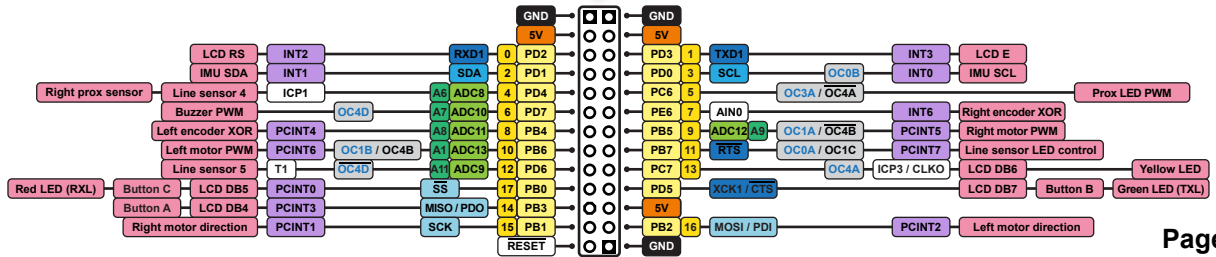 GND GND
5V 5V
LCD RS INT2 RXD1 0 PD2 PD3 1 TXD1 INT3 LCD E
IMU SDA INT1 SDA 2 PD1 PD0 3 SCL OC0B INT0 IMU SCL
Right prox sensor Line sensor 4 ICP1 A6 ADC8 4 PD4 PC6 5 OC3A / OC4A Prox LED PWM
Buzzer PWM OC4D A7 ADC10 6 PD7 PE6 7 AIN0 INT6 Right encoder XOR
Left encoder XOR PCINT4 A8 ADC11 8 PB4 PB5 9 ADC12 A9 OC1A / OC4B PCINT5 Right motor PWM
Left motor PWM PCINT6 OC1B / OC4B A1 ADC13 10 PB6 PB7 11 RTS OC0A / OC1C PCINT7 Line sensor LED control
Line sensor 5 T1 OC4D A11 ADC9 12 PD6 PC7 13 OC4A ICP3 / CLKO LCD DB6 Yellow LED
Red LED (RXL) Button C LCD DB5 PCINT0 SS 17 PB0 PD5 XCK1 / CTS LCD DB7 Button B Green LED (TXL)
Button A LCD DB4 PCINT3 MISO / PDO 14 PB3 5V
Right motor direction PCINT1 SCK 15 PB1 PB2 16 MOSI / PDI PCINT2 Left motor direction
RESET GND
Page